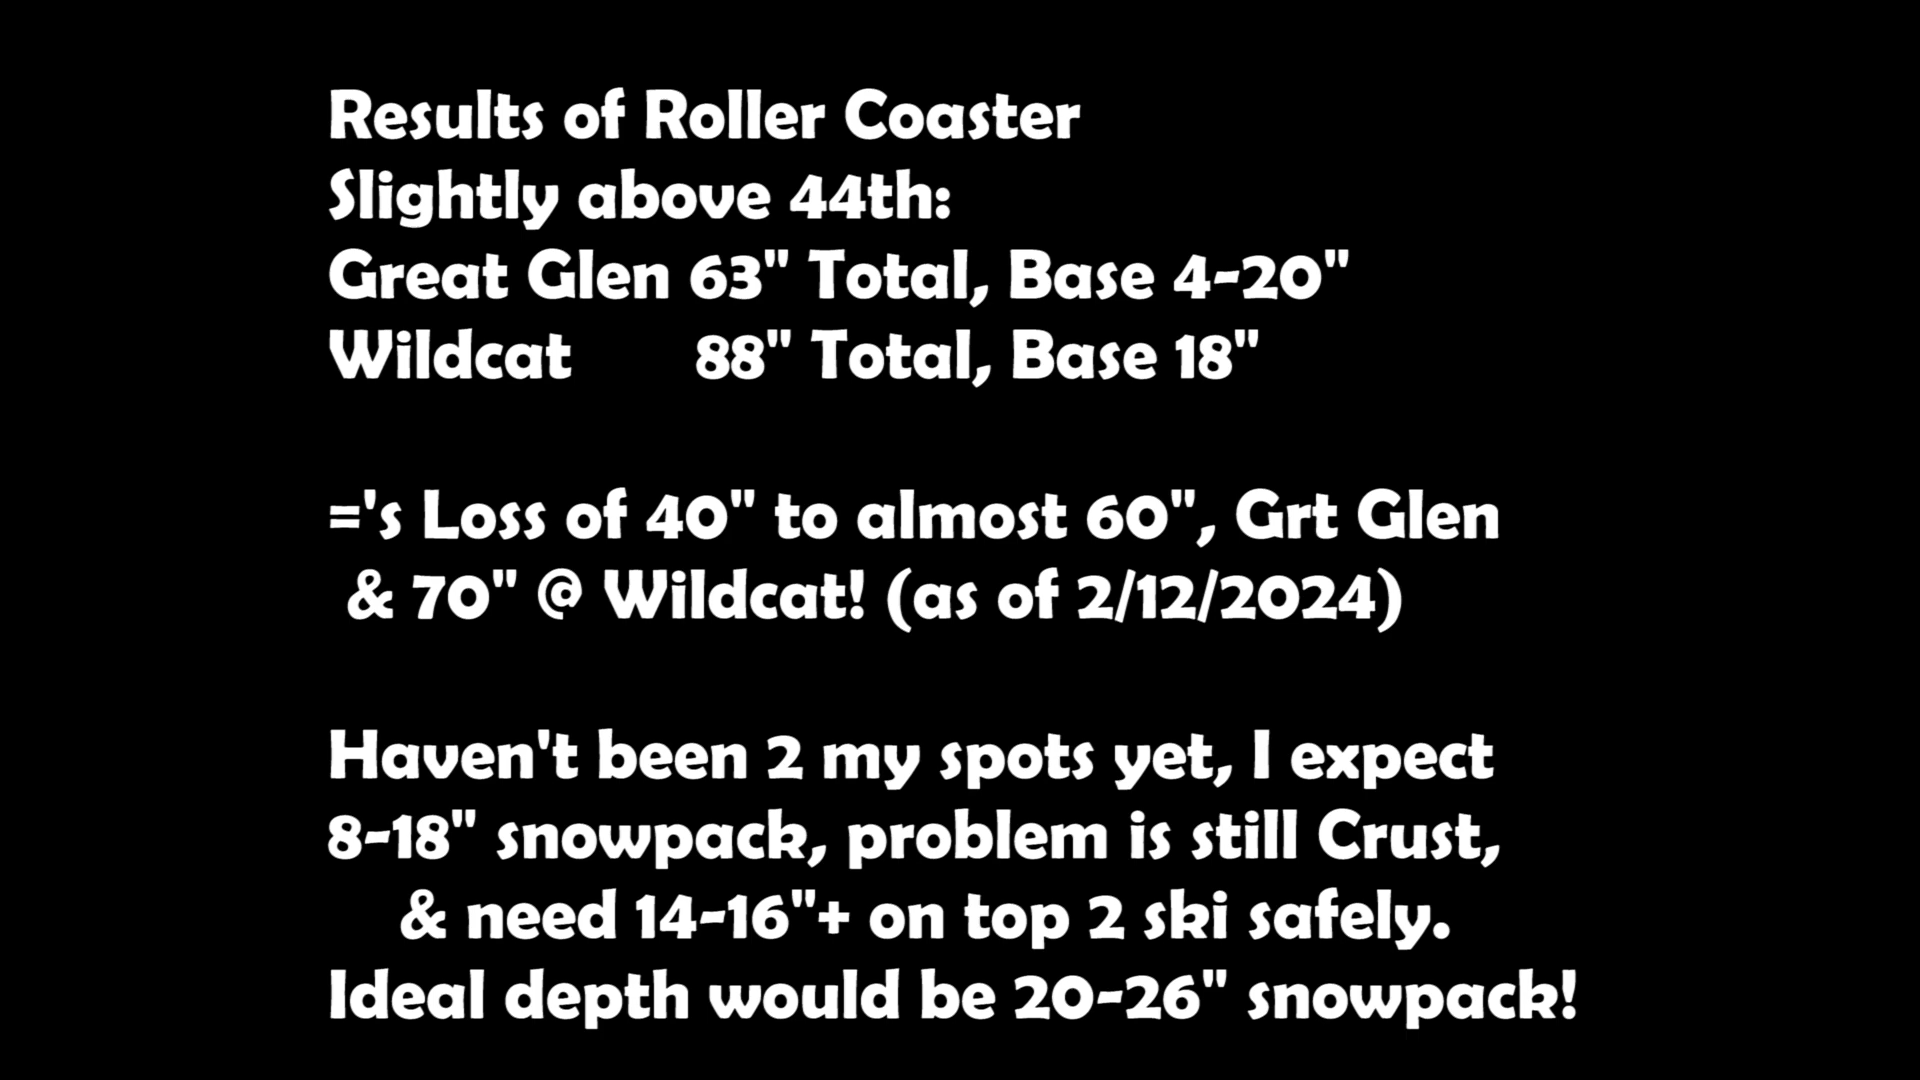 Results of Roller Coaster
Slightly above 44th:
Great Glen 63" Total, Base 4-20"
Wildcat 88" Total, Base 18"
='s Loss of 40" to almost 60", Grt Glen
& 70" @ Wildcat! (as of 2/12/2024)
Haven't been 2 my spots yet, I expect
8-18" snowpack, problem is still Crust,
& need 14-16"+ on top 2 ski safely.
Ideal depth would be 20-26" snowpack!